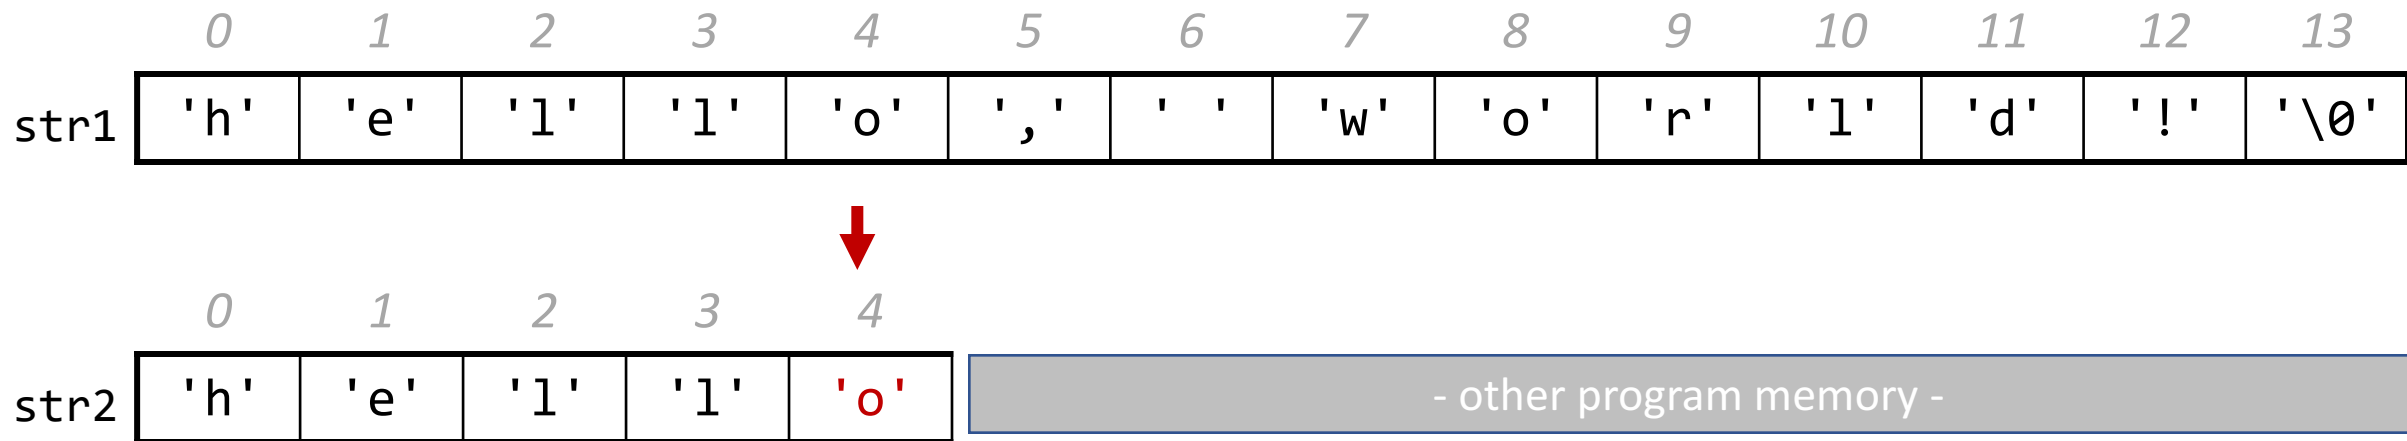 0 1 2 3 4 5 6 7 8 9 10 11 12 13
str1 'h' 'e' 'l' 'l' 'o' ',' ' ' 'w' 'o' 'r' 'l' 'd' '!' '\0'
0 1 2 3 4
str2 'h' 'e' 'l' 'l' 'o' - other program memory -